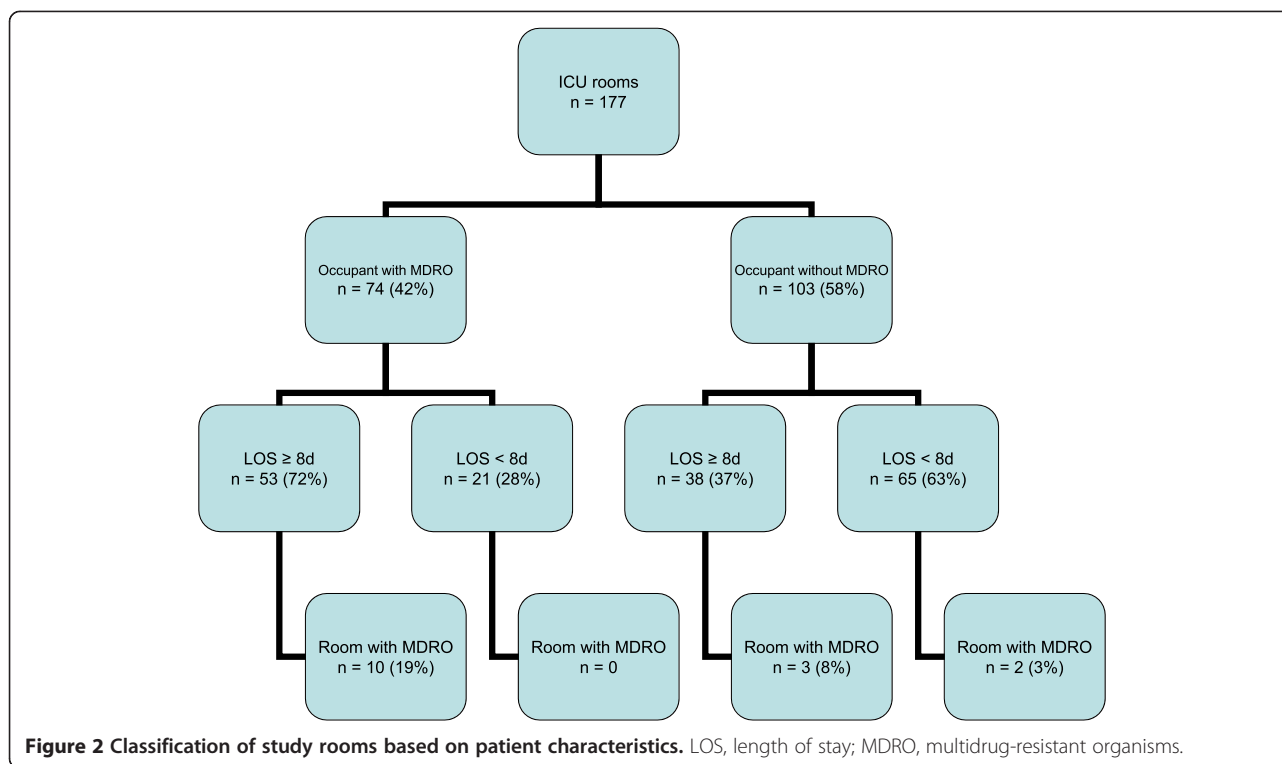 ICU rooms
n = 177
Occupant with MDRO
n = 74 (42%)
Occupant without MDRO
n = 103 (58%)
LOS ≥ 8d
n = 53 (72%)
LOS < 8d
n = 21 (28%)
LOS ≥ 8d
n = 38 (37%)
LOS < 8d
n = 65 (63%)
Room with MDRO
n = 10 (19%)
Room with MDRO
n = 0
Room with MDRO
n = 3 (8%)
Room with MDRO
n = 2 (3%)
Figure 2 Classification of study rooms based on patient characteristics. LOS, length of stay; MDRO, multidrug-resistant organisms.